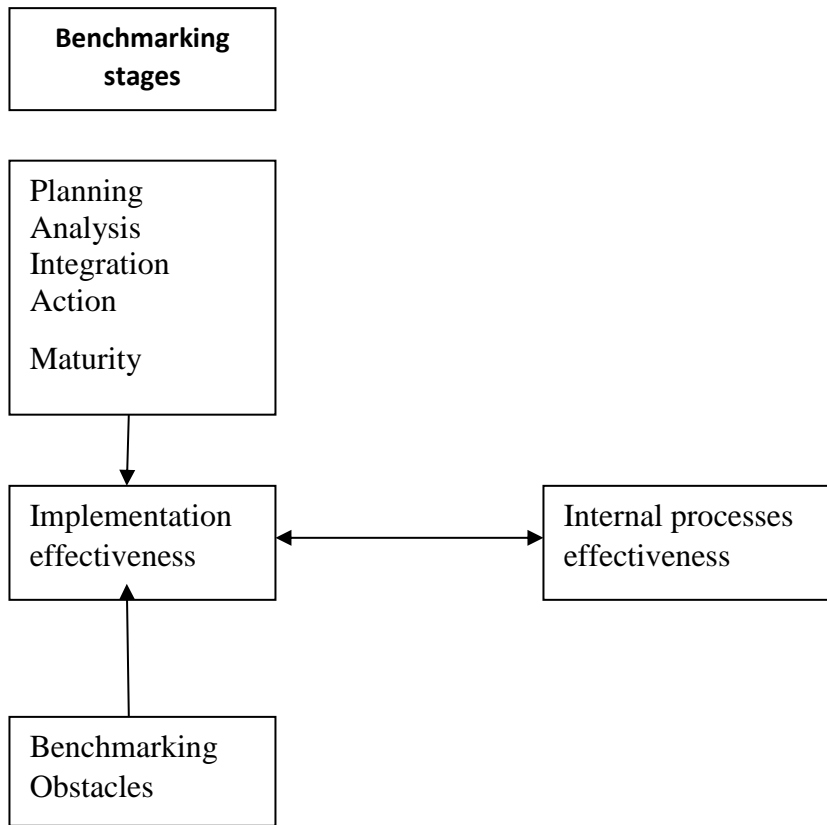 Benchmarking
stages
Planning
Analysis
Integration
Action
Maturity
Implementation
effectiveness
Internal processes
effectiveness
Benchmarking
Obstacles